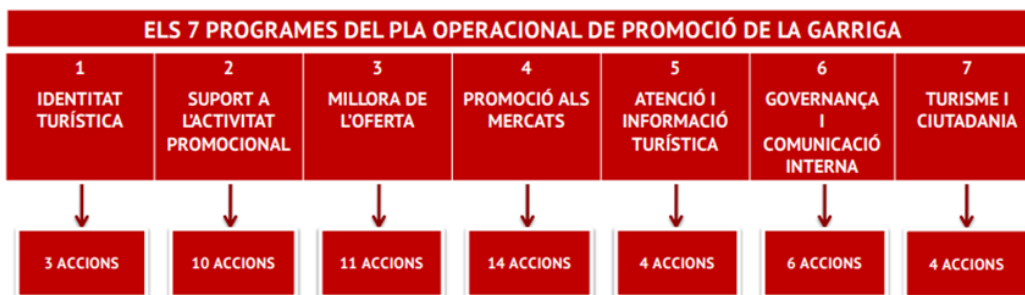 ELS 7 PROGRAMES DEL PLA OPERACIONAL DE PROMOCIÓ DE LA GARRIGA
1
IDENTITAT
TURÍSTICA
2
SUPORT A
L'ACTIVITAT
PROMOCIONAL
3
MILLORA DE
L'OFERTA
4
PROMOCIÓ ALS
MERCATS
5
ATENCIÓ I
INFORMACIÓ
TURÍSTICA
6
GOVERNANÇA
I
COMUNICACIÓ
INTERNA
7
TURISME I
CIUTADANIA
3 ACCIONS
10 ACCIONS
11 ACCIONS
14 ACCIONS
4 ACCIONS
6 ACCIONS
4 ACCIONS